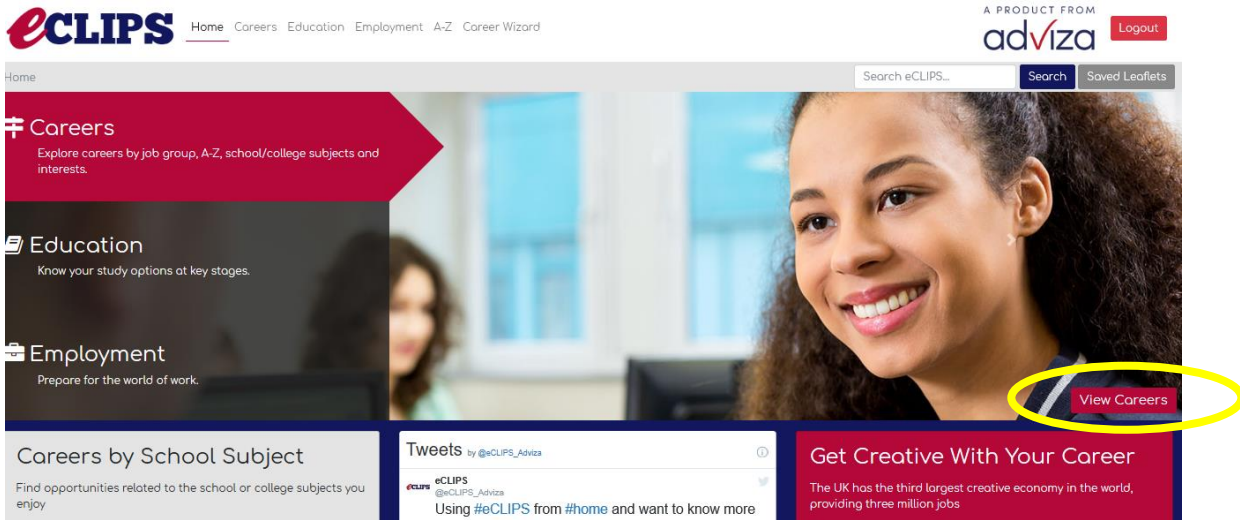 eCLIPS
Home Careers Education Employment A-Z Career Wizard
A PRODUCT FROM
adviza
Logout
Home
Search eCLIPS...
Search
Saved Leaflets
Careers
Explore careers by job group, A-Z, school/college subjects and
interests.
Education
Know your study options at key stages.
Employment
Prepare for the world of work.
View Careers
Careers by School Subject
Find opportunities related to the school or college subjects you
enjoy
Tweets by @eCLIPS_Adviza
eCLIPS
eCLIPS
@eCLIPS_Adviza
Using #eCLIPS from #home and want to know more
Get Creative With Your Career
The UK has the third largest creative economy in the world,
providing three million jobs